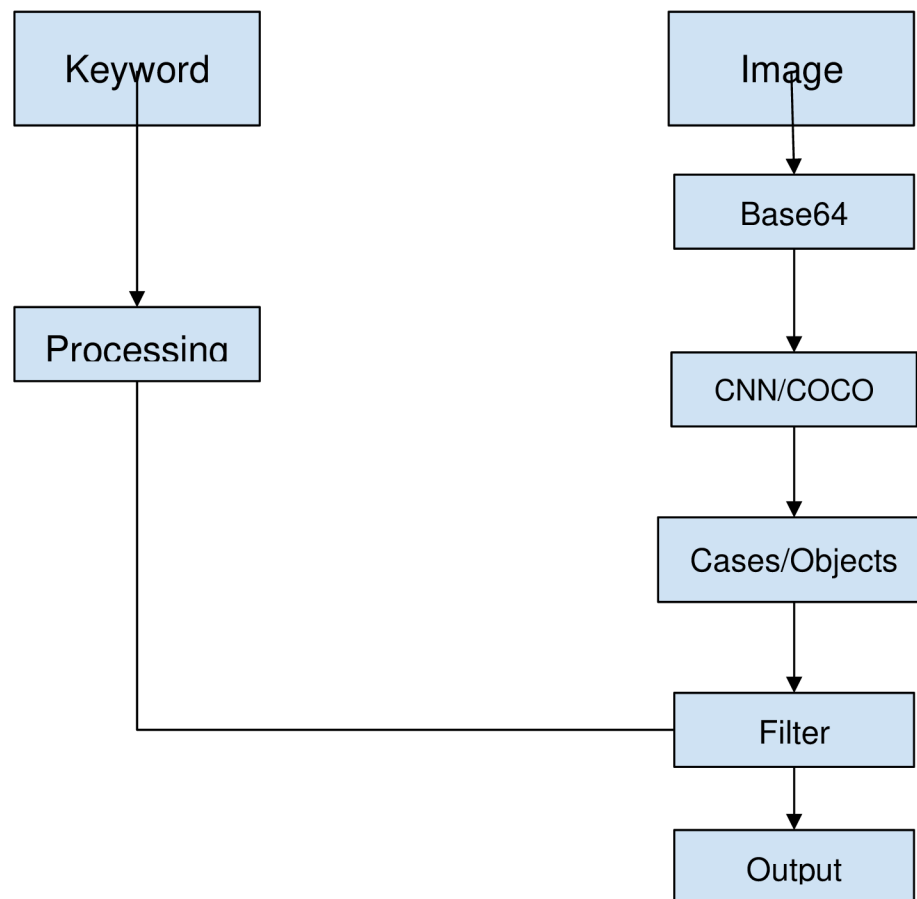 Keyword
Image
Base64
Processing
CNN/COCO
Cases/Objects
Filter
Output